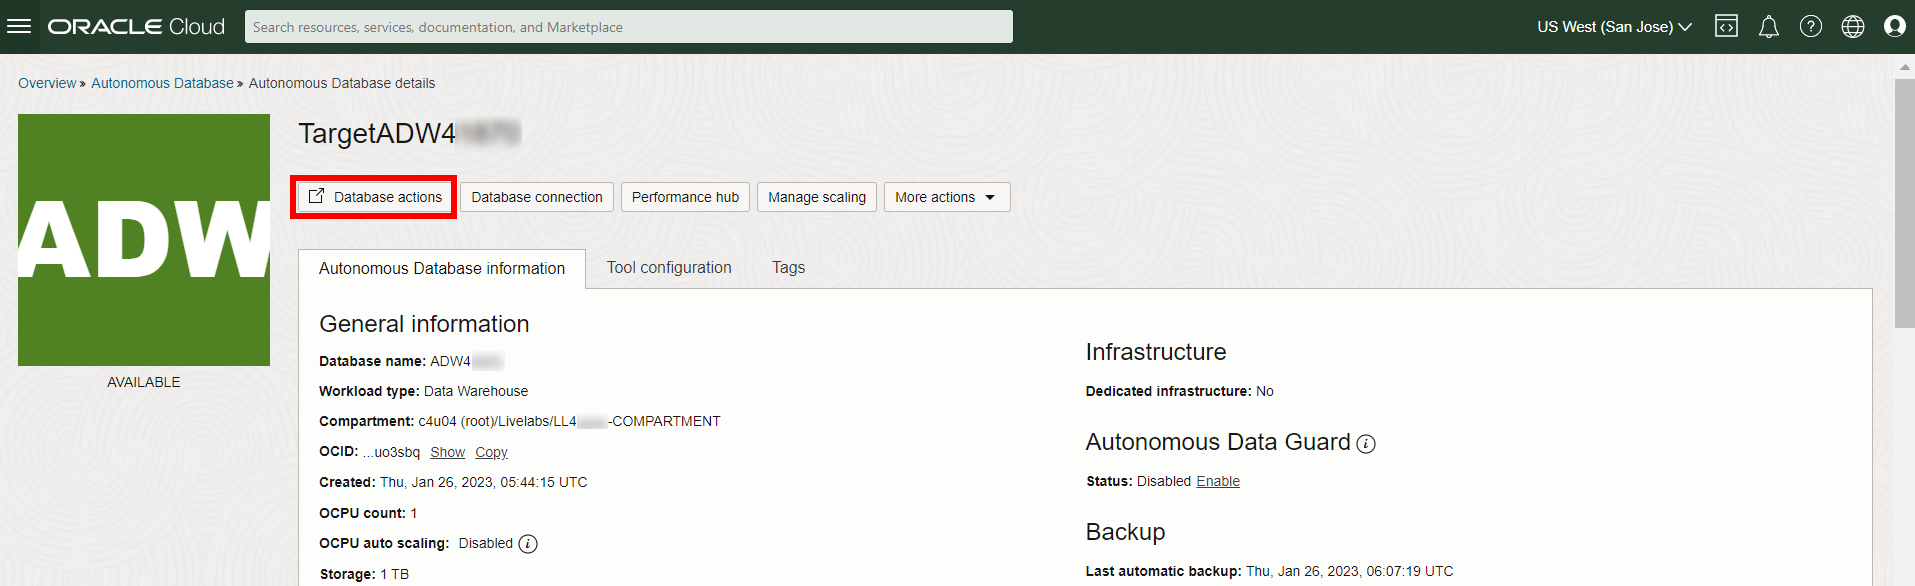 ORACLE Cloud
Search resources, services, documentation, and Marketplace
US West (San Jose)
Overview » Autonomous Database » Autonomous Database details
ADW
AVAILABLE
TargetADW4
Database actions
Database connection
Performance hub
Manage scaling
More actions
Autonomous Database information
Tool configuration
Tags
General information
Database name: ADW4
Workload type: Data Warehouse
Compartment: c4u04 (root)/Livelabs/LL4 -COMPARTMENT
OCID: ...uo3sbq Show Copy
Created: Thu, Jan 26, 2023, 05:44:15 UTC
OCPU count: 1
OCPU auto scaling: Disabled
Storage: 1 TB
Infrastructure
Dedicated infrastructure: No
Autonomous Data Guard
Status: Disabled Enable
Backup
Last automatic backup: Thu, Jan 26, 2023, 06:07:19 UTC